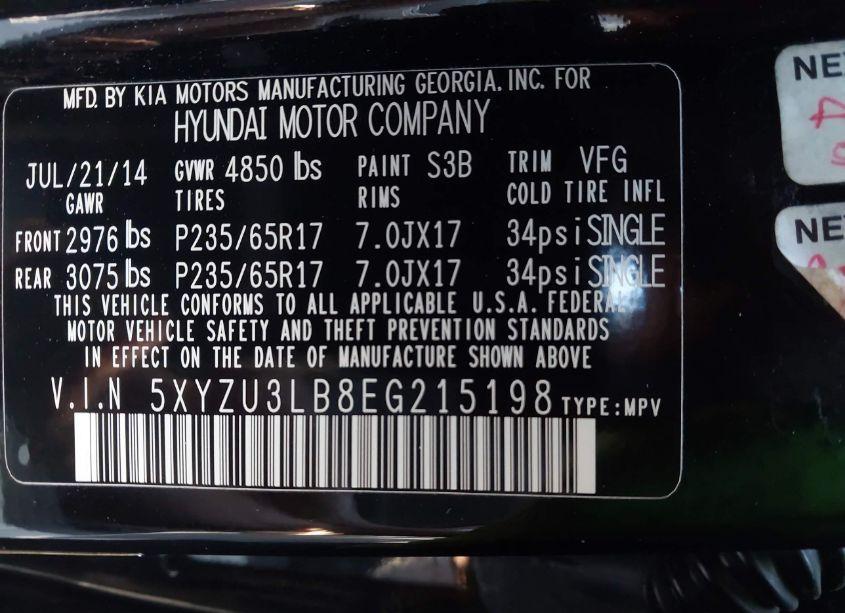 MFD. BY KIA MOTORS MANUFACTURING GEORGIA. INC. FOR
HYUNDAI MOTOR COMPANY
JUL/21/14 GVWR 4850 lbs PAINT S3B TRIM VFG
GAWR TIRES RIMS COLD TIRE INFL
FRONT 2976 lbs P235/65R17 7.0JX17 34psi SINGLE
REAR 3075 lbs P235/65R17 7.0JX17 34psi SINGLE
THIS VEHICLE CONFORMS TO ALL APPLICABLE U.S.A. FEDERAL
MOTOR VEHICLE SAFETY AND THEFT PREVENTION STANDARDS
IN EFFECT ON THE DATE OF MANUFACTURE SHOWN ABOVE
V.I.N 5XYZU3LB8EG215198 TYPE:MPV